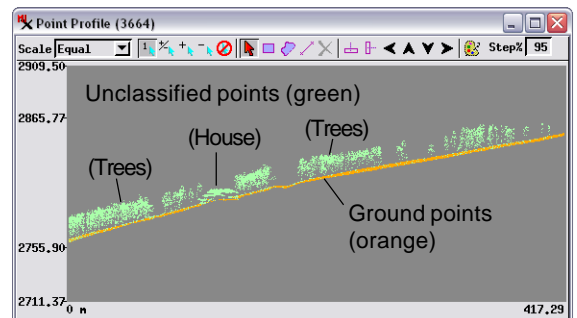 Point Profile (3664)
Scale Equal Step% 95
2909,50
Unclassified points (green)
2865,77
(House)
(Trees)
(Trees)
Ground points
(orange)
2755,90
2711,37
0 m
417,29